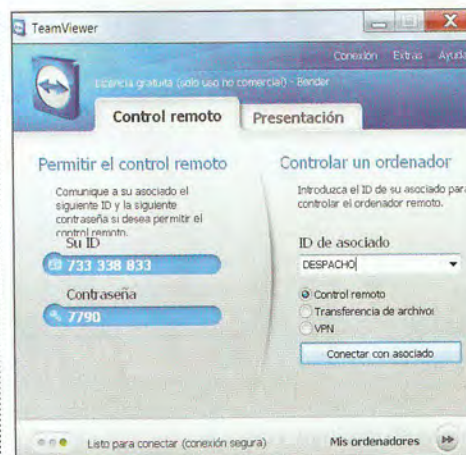 TeamViewer
Conexión Extras Ayuda
Licencia gratuita (solo uso no comercial) - Bender
Control remoto
Presentación
Permitir el control remoto
Comunique a su asociado el
siguiente ID y la siguiente
contraseña si desea permitir el
control remoto.
Su ID
733 338 833
Contraseña
7790
Controlar un ordenador
Introduzca el ID de su asociado para
controlar el ordenador remoto.
ID de asociado
DESPACHO
Control remoto
Transferencia de archivos
VPN
Conectar con asociado
Listo para conectar (conexión segura)
Mis ordenadores